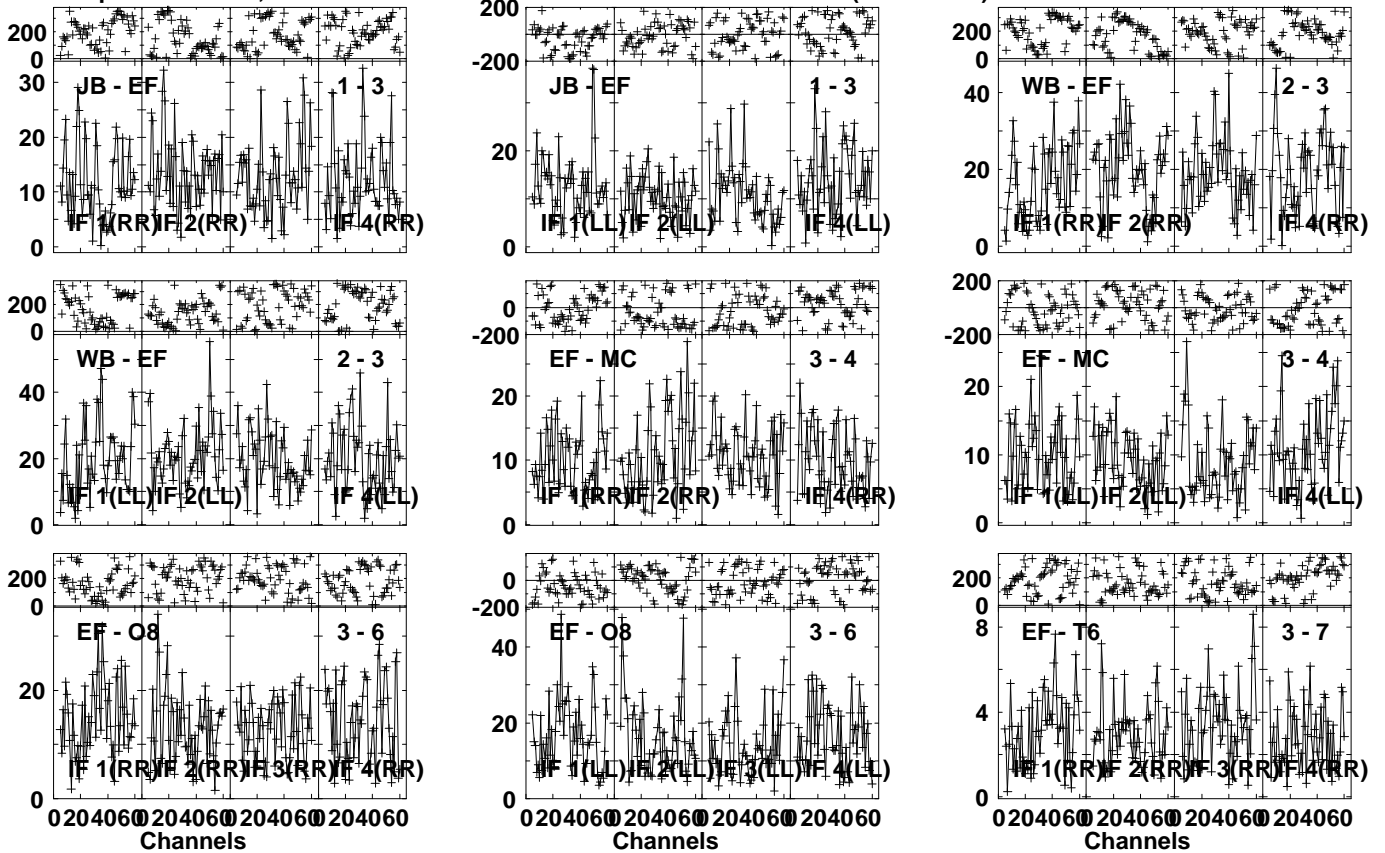 200
0
30
20
10
0
JB - EF
1 - 3
IF 1(RR)
IF 2(RR)
IF 4(RR)
200
-200
20
0
JB - EF
1 - 3
IF 1(LL)
IF 2(LL)
IF 4(LL)
200
0
40
20
0
WB - EF
2 - 3
IF 1(RR)
IF 2(RR)
IF 4(RR)
200
0
40
20
0
WB - EF
2 - 3
IF 1(LL)
IF 2(LL)
IF 4(LL)
0
-200
20
10
0
EF - MC
3 - 4
IF 1(RR)
IF 2(RR)
IF 4(RR)
200
0
-200
20
10
0
EF - MC
3 - 4
IF 1(LL)
IF 2(LL)
IF 4(LL)
200
0
20
0
EF - O8
3 - 6
IF 1(RR)
IF 2(RR)
IF 3(RR)
IF 4(RR)
0 20 40 60 0 20 40 60 0 20 40 60 0 20 40 60
Channels
0
-200
40
30
20
10
0
EF - O8
3 - 6
IF 1(LL)
IF 2(LL)
IF 3(LL)
IF 4(LL)
0 20 40 60 0 20 40 60 0 20 40 60 0 20 40 60
Channels
200
0
8
4
0
EF - T6
3 - 7
IF 1(RR)
IF 2(RR)
IF 3(RR)
IF 4(RR)
0 20 40 60 0 20 40 60 0 20 40 60 0 20 40 60
Channels